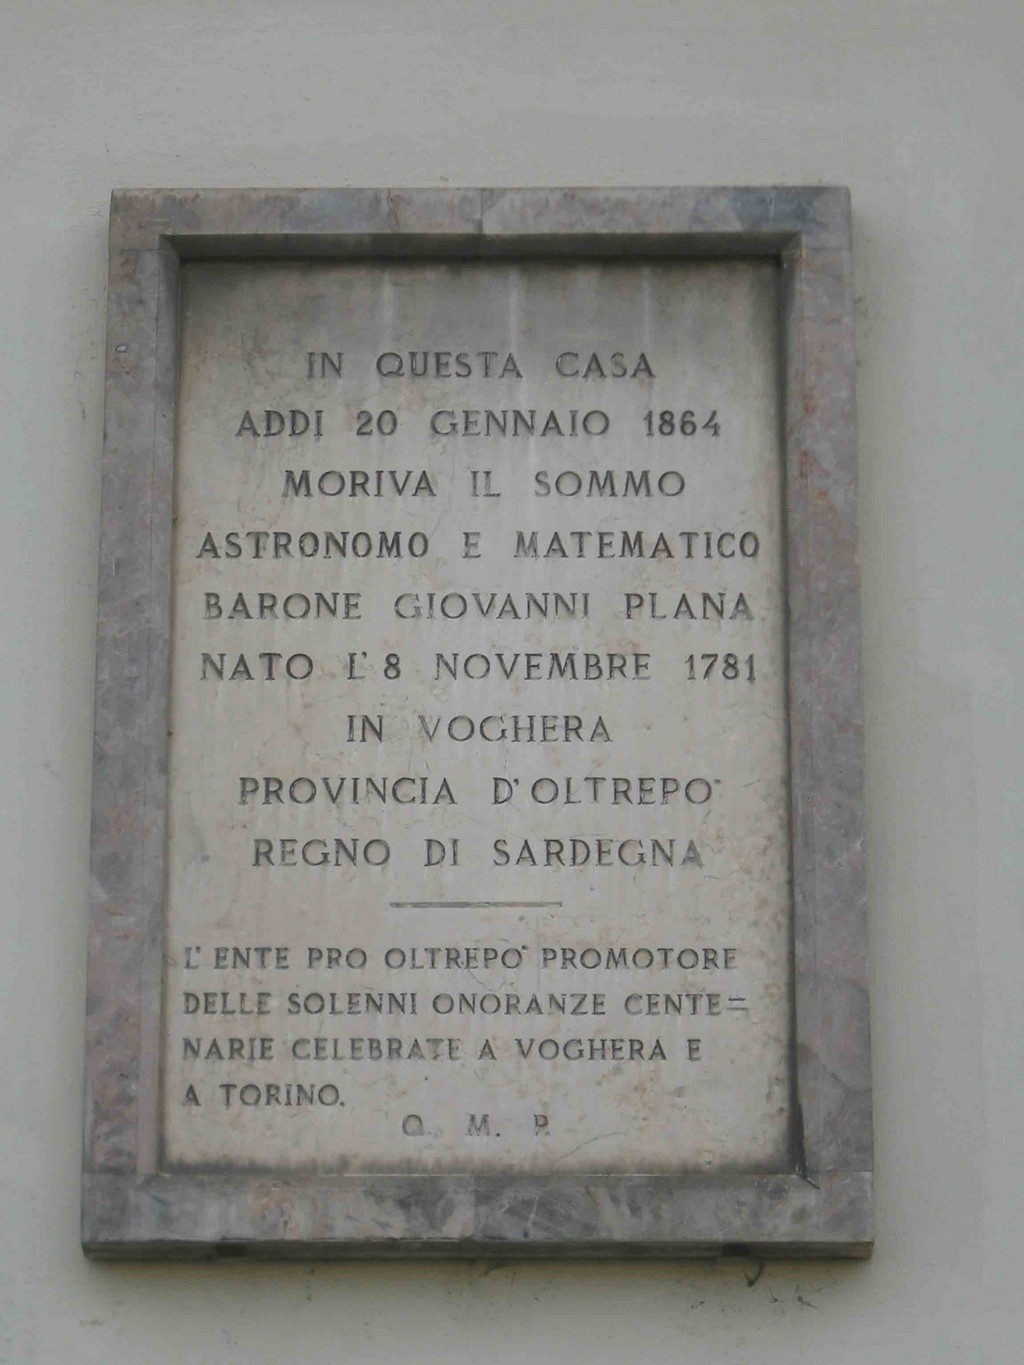 IN QUESTA CASA
ADDI 20 GENNAIO 1864
MORIVA IL SOMMO
ASTRONOMO E MATEMATICO
BARONE GIOVANNI PLANA
NATO L'8 NOVEMBRE 1781
IN VOGHERA
PROVINCIA D'OLTREPO'
REGNO DI SARDEGNA
L'ENTE PRO OLTREPO' PROMOTORE
DELLE SOLENNI ONORANZE CENTE=
NARIE CELEBRATE A VOGHERA E
A TORINO.
Q. M. P.